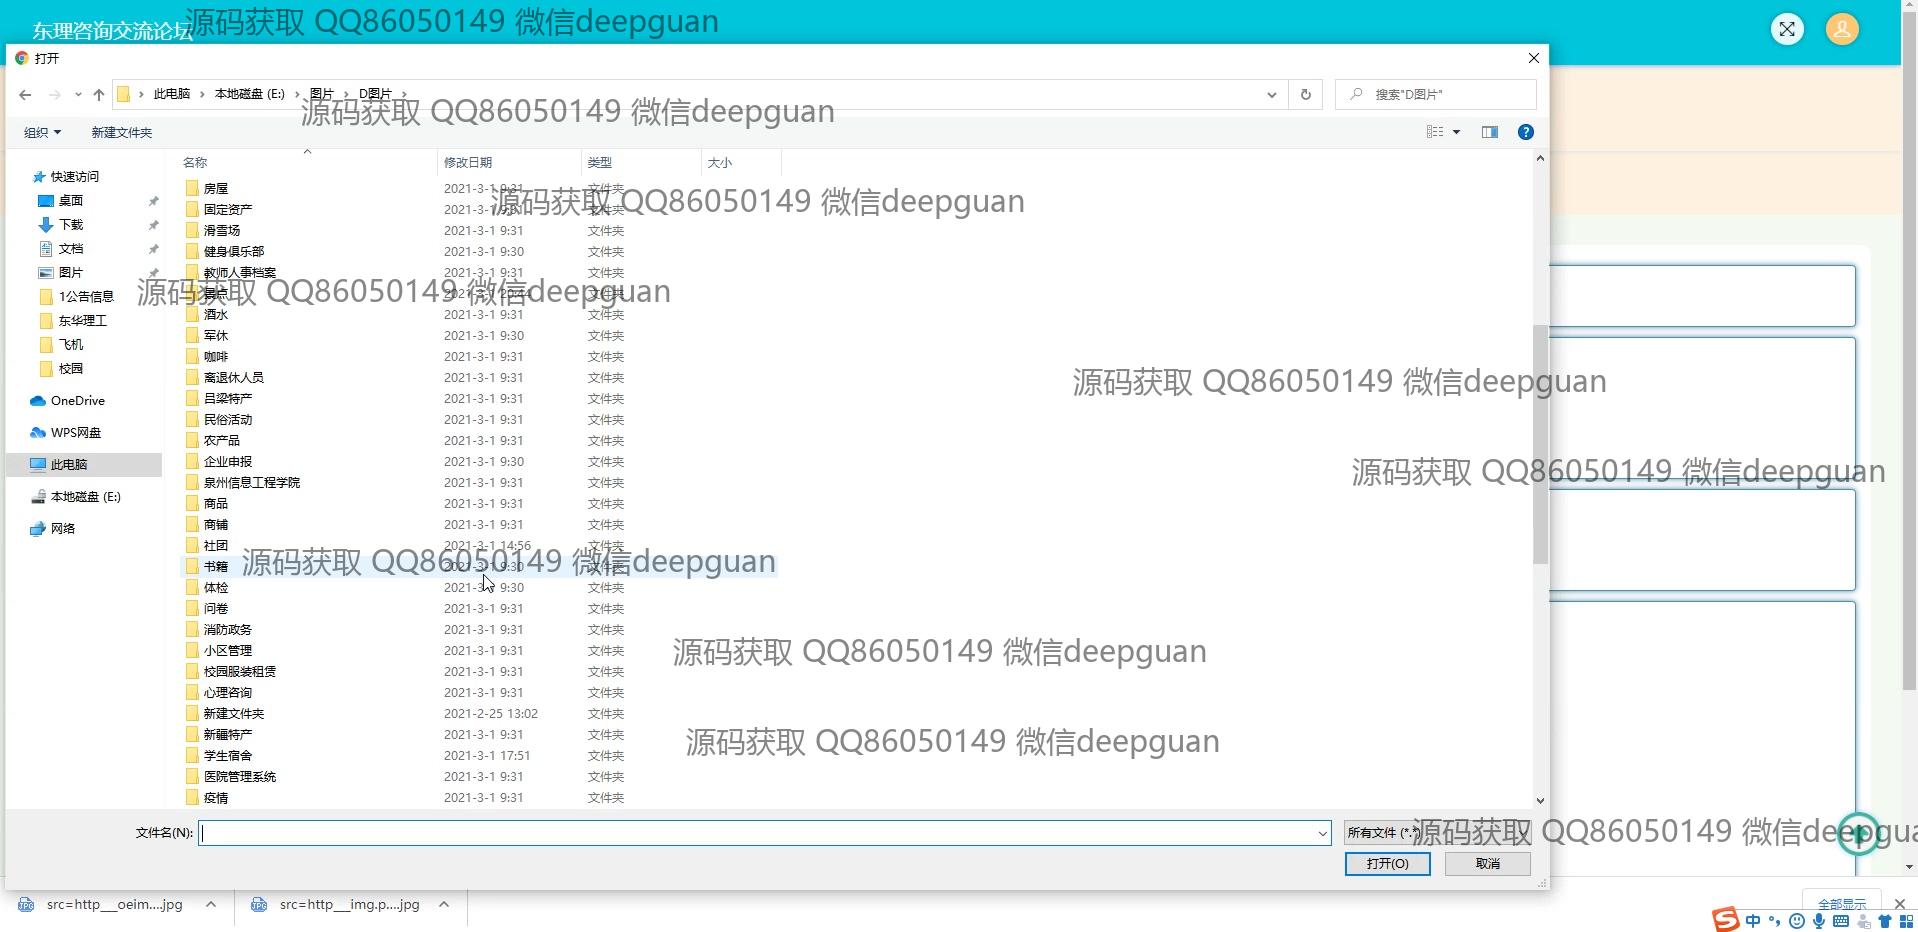 东理咨询交流论坛
源码获取 QQ86050149 微信deepguan
打开
此电脑 › 本地磁盘 (E:) › 图片 › D图片 ›
搜索"D图片"
源码获取 QQ86050149 微信deepguan
组织 新建文件夹
名称 修改日期 类型 大小
快速访问
桌面
下载
文档
图片
1公告信息
东华理工
飞机
校园
OneDrive
WPS网盘
此电脑
本地磁盘 (E:)
网络
房屋 2021-3-1 9:31 文件夹
源码获取 QQ86050149 微信deepguan
固定资产 2021-3-1 9:31 文件夹
滑雪场 2021-3-1 9:31 文件夹
健身俱乐部 2021-3-1 9:30 文件夹
教师人事档案 2021-3-1 9:31 文件夹
源码获取 QQ86050149 微信deepguan
景点 2021-3-1 20:44 文件夹
酒水 2021-3-1 9:31 文件夹
军休 2021-3-1 9:30 文件夹
咖啡 2021-3-1 9:31 文件夹
离退休人员 2021-3-1 9:31 文件夹
源码获取 QQ86050149 微信deepguan
吕梁特产 2021-3-1 9:31 文件夹
民俗活动 2021-3-1 9:31 文件夹
农产品 2021-3-1 9:31 文件夹
企业申报 2021-3-1 9:30 文件夹
源码获取 QQ86050149 微信deepguan
泉州信息工程学院 2021-3-1 9:31 文件夹
商品 2021-3-1 9:31 文件夹
商铺 2021-3-1 9:31 文件夹
社团 2021-3-1 14:56 文件夹
书籍 2021-3-1 9:30 文件夹
源码获取 QQ86050149 微信deepguan
体检 2021-3-1 9:30 文件夹
问卷 2021-3-1 9:31 文件夹
消防政务 2021-3-1 9:31 文件夹
小区管理 2021-3-1 9:31 文件夹
源码获取 QQ86050149 微信deepguan
校园服装租赁 2021-3-1 9:31 文件夹
心理咨询 2021-3-1 9:31 文件夹
新建文件夹 2021-2-25 13:02 文件夹
新疆特产 2021-3-1 9:31 文件夹
源码获取 QQ86050149 微信deepguan
学生宿舍 2021-3-1 17:51 文件夹
医院管理系统 2021-3-1 9:31 文件夹
疫情 2021-3-1 9:31 文件夹
文件名(N): 所有文件 (*.*)
源码获取 QQ86050149 微信deepgua
打开(O) 取消
src=http___oeim....jpg src=http___img.p....jpg 全部显示
中